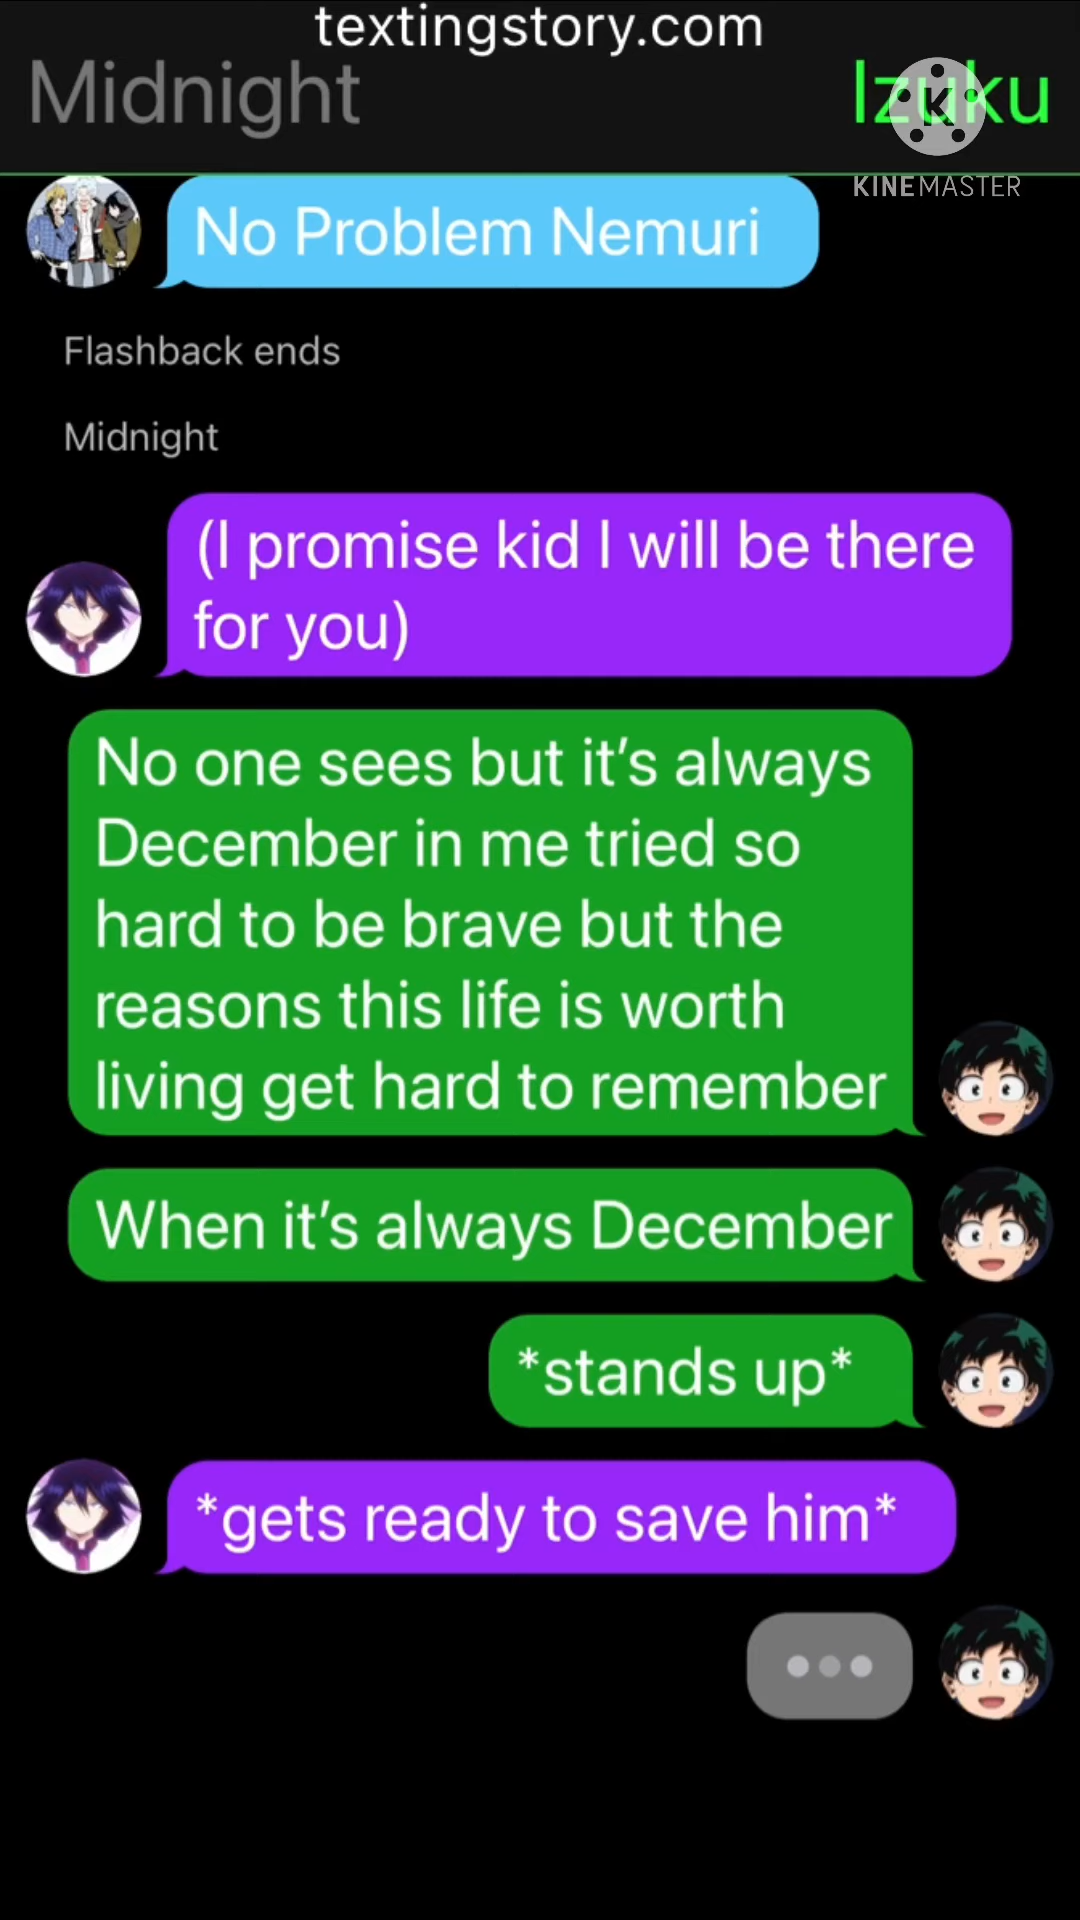 textingstory.com
Midnight
Izuku
K
KINEMASTER
No Problem Nemuri
Flashback ends
Midnight
(I promise kid I will be there
for you)
No one sees but it’s always
December in me tried so
hard to be brave but the
reasons this life is worth
living get hard to remember
When it’s always December
*stands up*
*gets ready to save him*